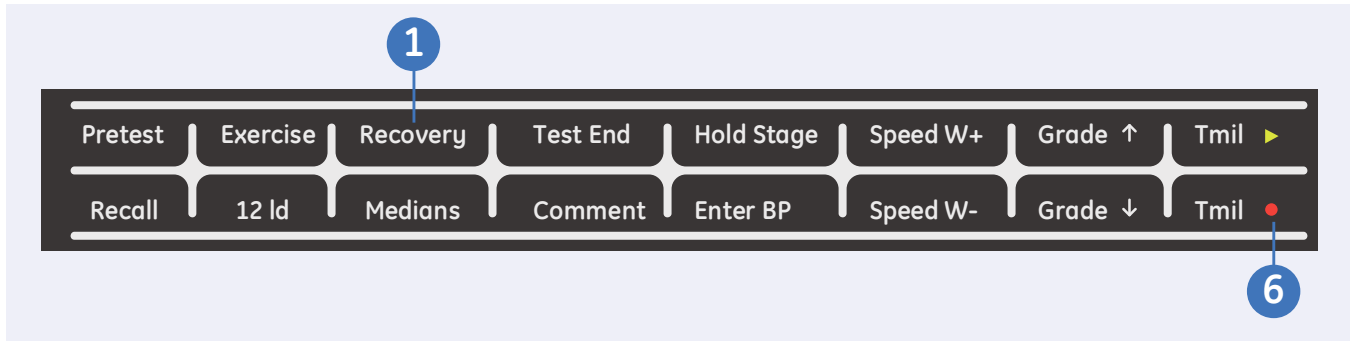 1
Pretest Exercise Recovery Test End Hold Stage Speed W+ Grade ↑ Tmil ▶
Recall 12 ld Medians Comment Enter BP Speed W- Grade ↓ Tmil ●
6